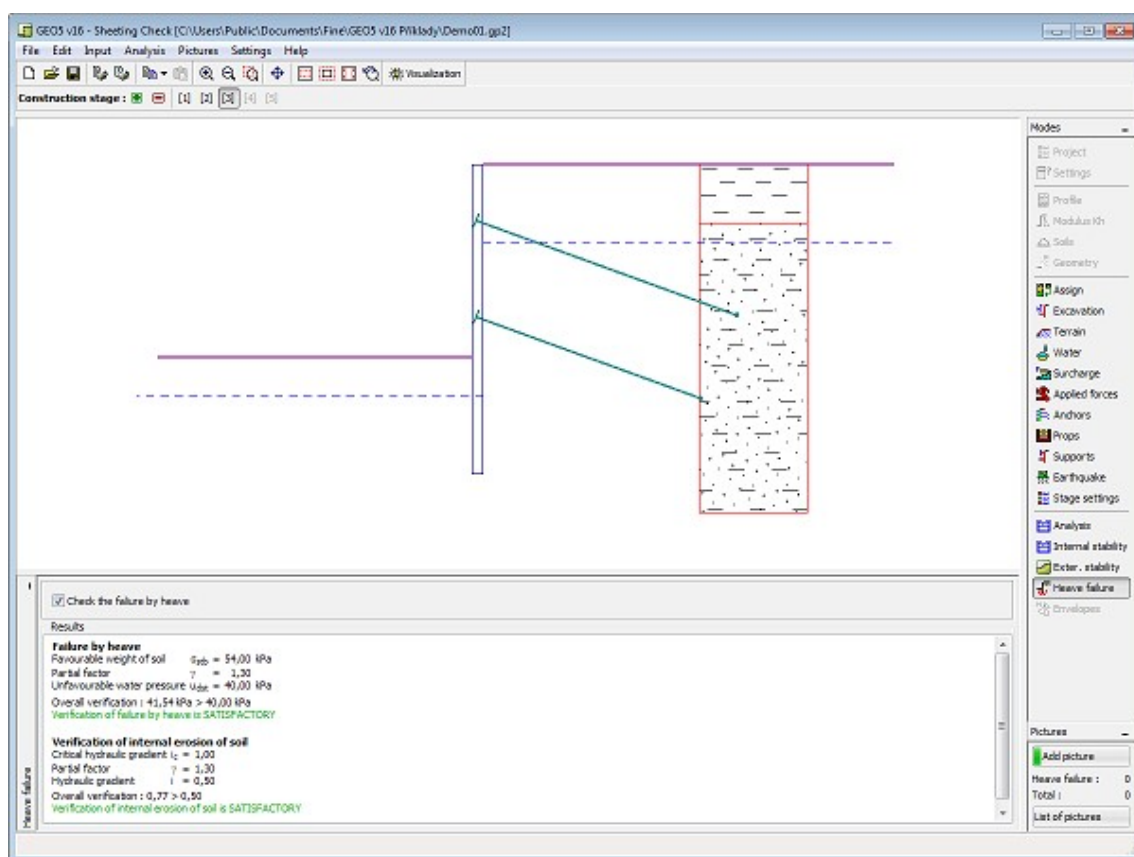 GEO5 v16 - Sheeting Check [C:\Users\Public\Documents\Fine\GEO5 v16 Příklady\Demo01.gp2]
File Edit Input Analysis Pictures Settings Help
Visualization
Construction stage : [1] [2] [3] [4] [5]
Modes
Project
Settings
Profile
Modulus Kh
Soils
Geometry
Assign
Excavation
Terrain
Water
Surcharge
Applied forces
Anchors
Props
Supports
Earthquake
Stage settings
Analysis
Internal stability
Exter. stability
Heave failure
Envelopes
Heave failure
Check the failure by heave
Results
Failure by heave
Favourable weight of soil σstb = 54,00 kPa
Partial factor γ = 1,30
Unfavourable water pressure udst = 40,00 kPa
Overall verification : 41,54 kPa > 40,00 kPa
Verification of failure by heave is SATISFACTORY
Verification of internal erosion of soil
Critical hydraulic gradient ic = 1,00
Partial factor γ = 1,30
Hydraulic gradient i = 0,50
Overall verification : 0,77 > 0,50
Verification of internal erosion of soil is SATISFACTORY
Pictures
Add picture
Heave failure : 0
Total : 0
List of pictures